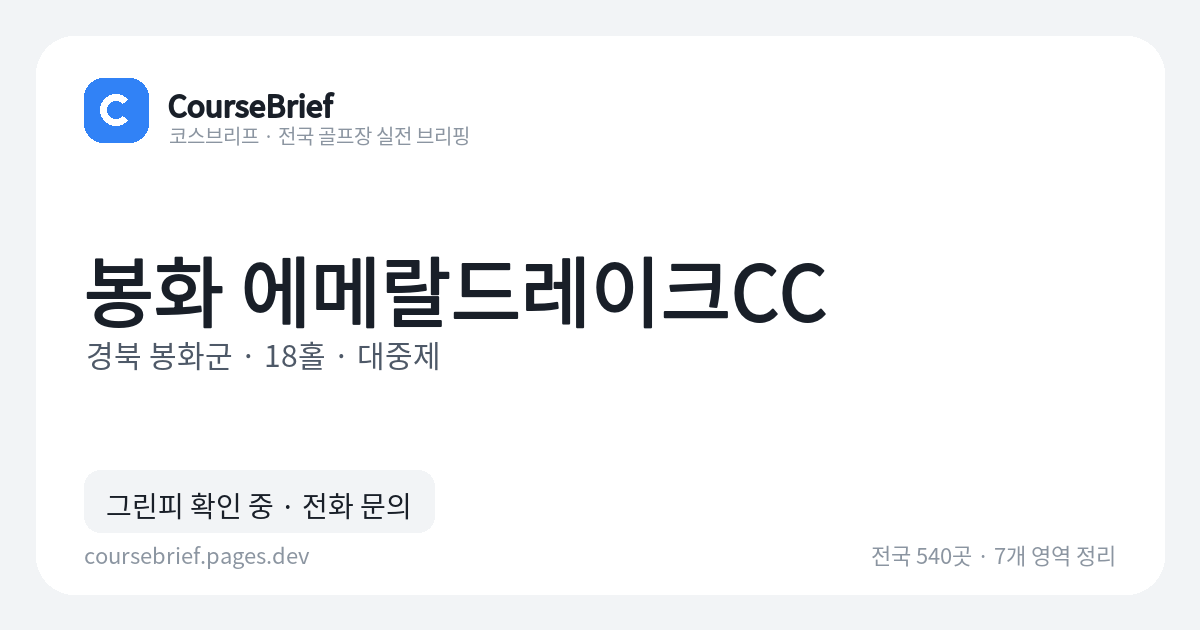 C
CourseBrief
코스브리프 · 전국 골프장 실전 브리핑
봉화 에메랄드레이크CC
경북 봉화군 · 18홀 · 대중제
그린피 확인 중 · 전화 문의
coursebrief.pages.dev
전국 540곳 · 7개 영역 정리